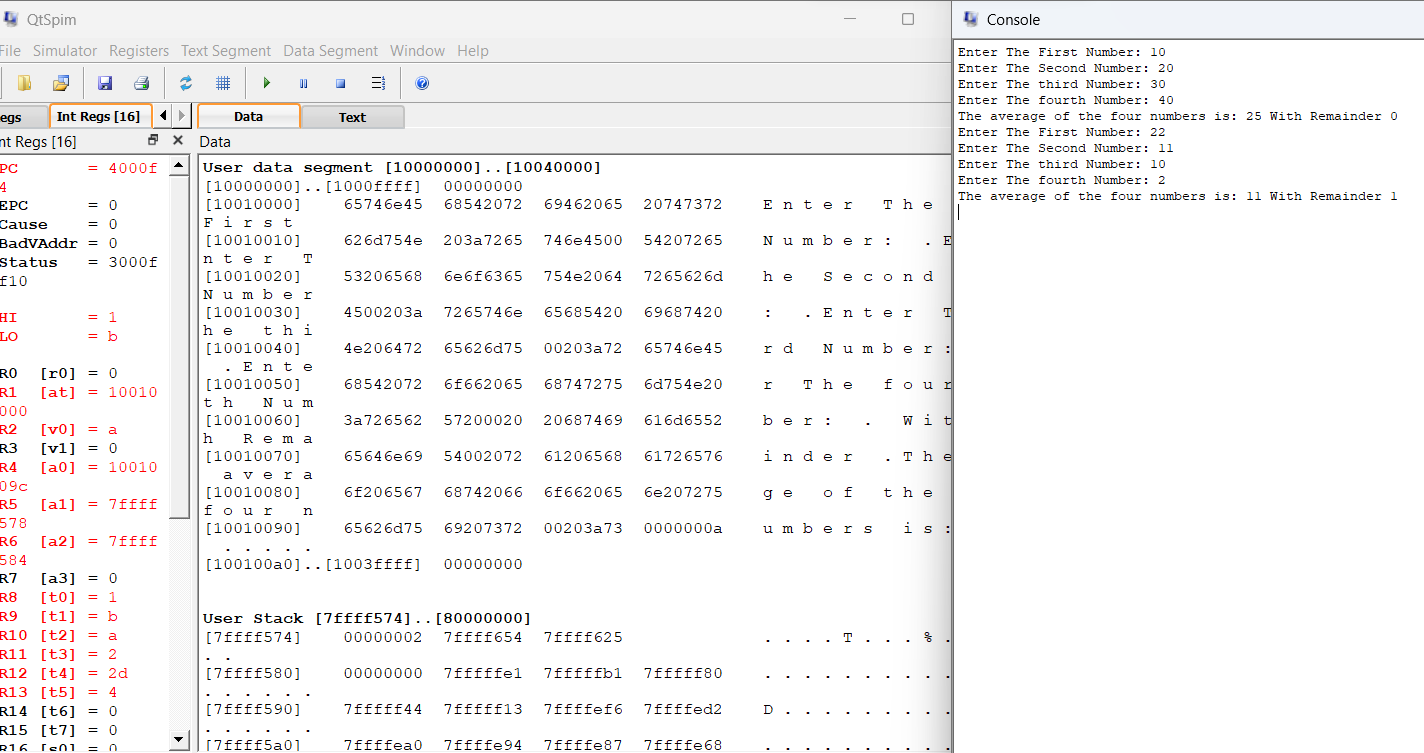 QtSpim
File Simulator Registers Text Segment Data Segment Window Help
egs Int Regs [16] Data Text
nt Regs [16]
PC = 4000f
4
EPC = 0
Cause = 0
BadVAddr = 0
Status = 3000f
f10
HI = 1
LO = b
R0 [r0] = 0
R1 [at] = 10010
000
R2 [v0] = a
R3 [v1] = 0
R4 [a0] = 10010
09c
R5 [a1] = 7ffff
578
R6 [a2] = 7ffff
584
R7 [a3] = 0
R8 [t0] = 1
R9 [t1] = b
R10 [t2] = a
R11 [t3] = 2
R12 [t4] = 2d
R13 [t5] = 4
R14 [t6] = 0
R15 [t7] = 0
R16 [s0] = 0
Data
User data segment [10000000]..[10040000]
[10000000]..[1000ffff] 00000000
[10010000] 65746e45 68542072 69462065 20747372 E n t e r T h e
F i r s t
[10010010] 626d754e 203a7265 746e4500 54207265 N u m b e r : . E
n t e r T
[10010020] 53206568 6e6f6365 754e2064 7265626d h e S e c o n d
N u m b e r
[10010030] 4500203a 7265746e 65685420 69687420 : . E n t e r T
h e t h i
[10010040] 4e206472 65626d75 00203a72 65746e45 r d N u m b e r :
. E n t e
[10010050] 68542072 6f662065 68747275 6d754e20 r T h e f o u r
t h N u m
[10010060] 3a726562 57200020 20687469 616d6552 b e r : . W i t
h R e m a
[10010070] 65646e69 54002072 61206568 61726576 i n d e r . T h e
a v e r a
[10010080] 6f206567 68742066 6f662065 6e207275 g e o f t h e
f o u r n
[10010090] 65626d75 69207372 00203a73 0000000a u m b e r s i s :
. . . . .
[100100a0]..[1003ffff] 00000000
User Stack [7ffff574]..[80000000]
[7ffff574] 00000002 7ffff654 7ffff625 . . . . T . . . % .
. .
[7ffff580] 00000000 7fffffe1 7fffffb1 7fffff80 . . . . . . . . . .
. . . . . .
[7ffff590] 7fffff44 7fffff13 7ffffef6 7ffffed2 D . . . . . . . . .
. . . . . .
[7ffff5a0] 7ffffea0 7ffffe94 7ffffe87 7ffffe68 . . . . . . . . . .
Console
Enter The First Number: 10
Enter The Second Number: 20
Enter The third Number: 30
Enter The fourth Number: 40
The average of the four numbers is: 25 With Remainder 0
Enter The First Number: 22
Enter The Second Number: 11
Enter The third Number: 10
Enter The fourth Number: 2
The average of the four numbers is: 11 With Remainder 1